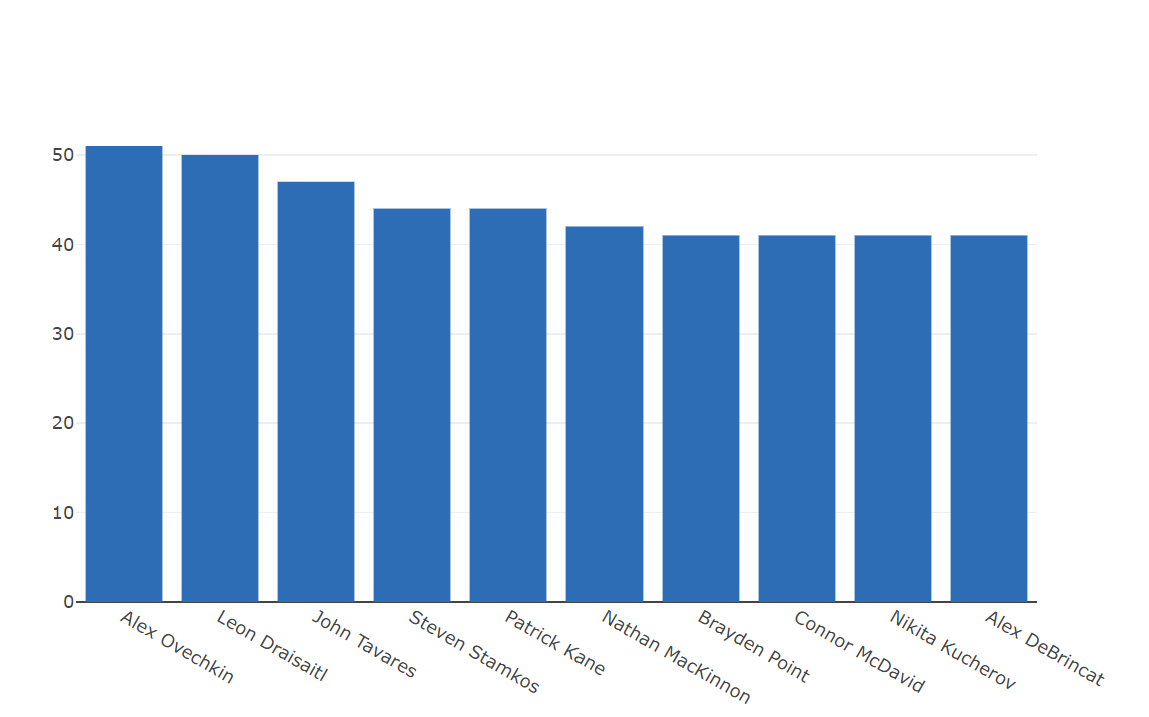 50
40
30
20
10
0
Alex Ovechkin
Leon Draisaitl
John Tavares
Steven Stamkos
Patrick Kane
Nathan MacKinnon
Brayden Point
Connor McDavid
Nikita Kucherov
Alex DeBrincat